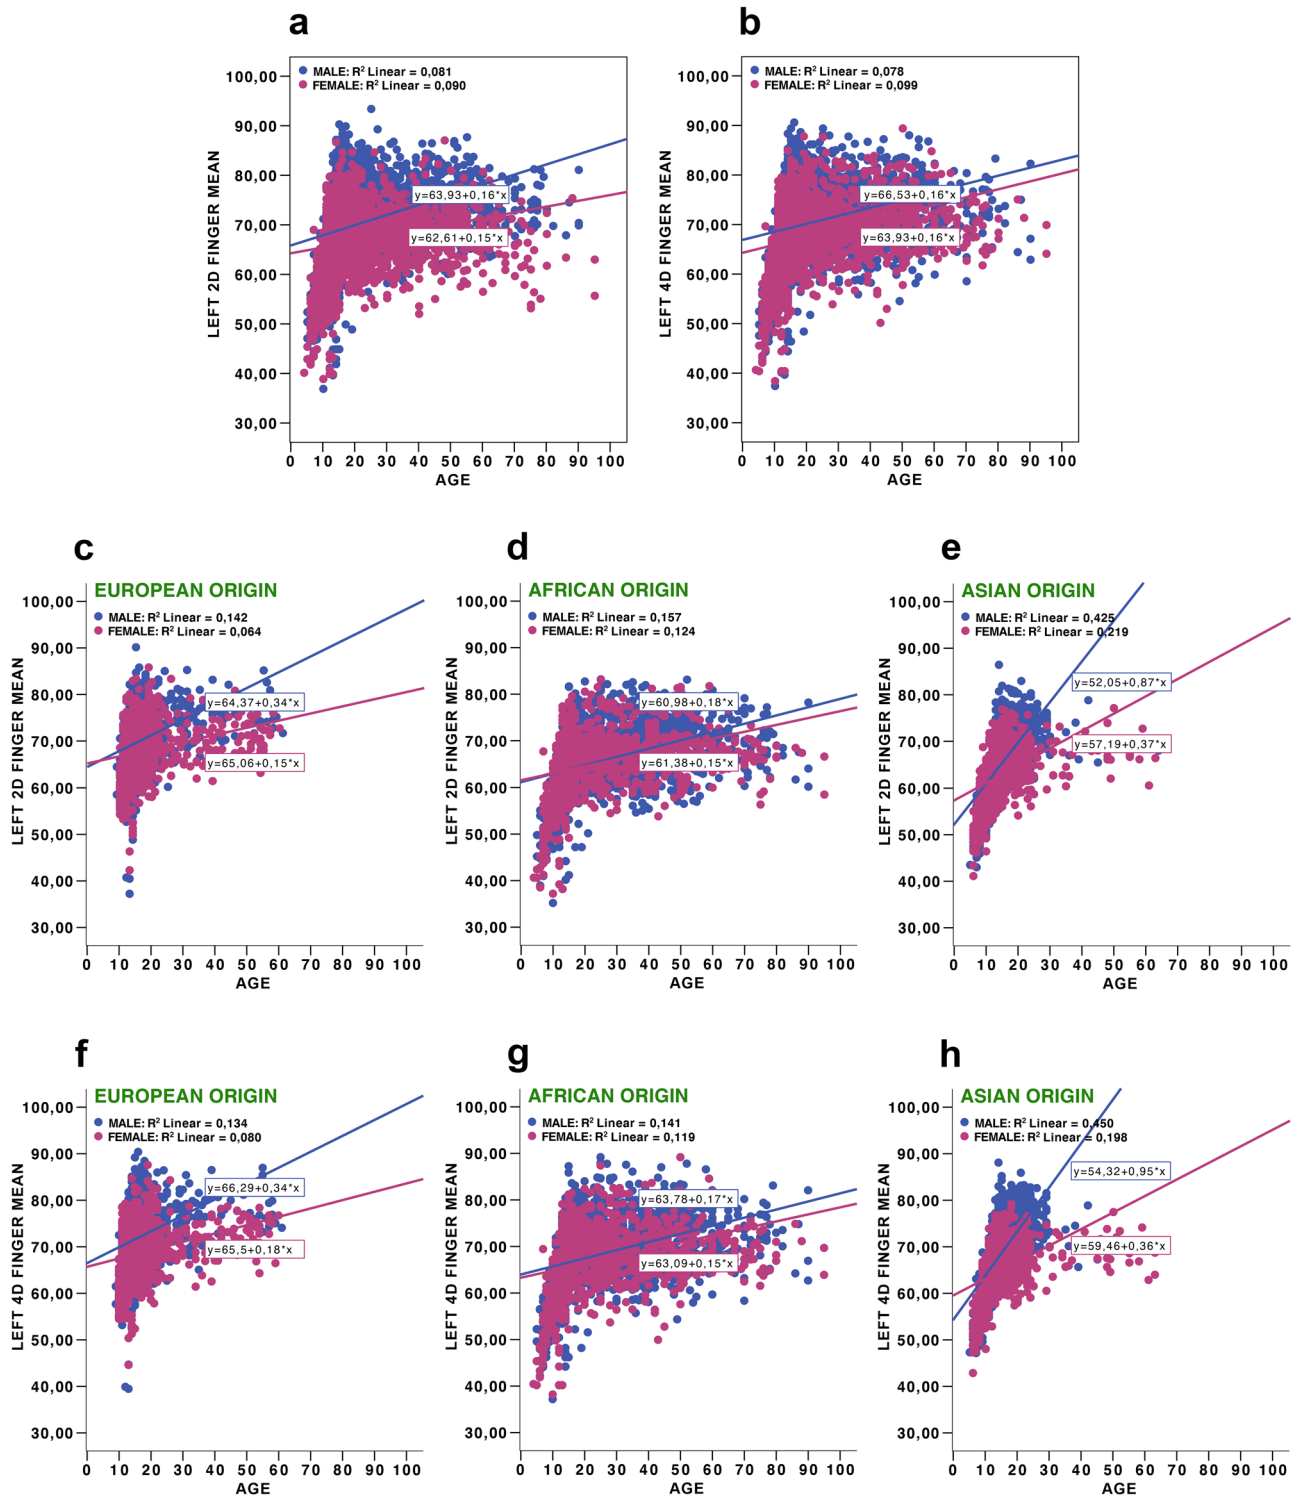 a
MALE: R² Linear = 0,081
FEMALE: R² Linear = 0,090
LEFT 2D FINGER MEAN
100,00
90,00
80,00
70,00
60,00
50,00
40,00
30,00
y=63,93+0,16*x
y=62,61+0,15*x
0 10 20 30 40 50 60 70 80 90 100
AGE
b
MALE: R² Linear = 0,078
FEMALE: R² Linear = 0,099
LEFT 4D FINGER MEAN
100,00
90,00
80,00
70,00
60,00
50,00
40,00
30,00
y=66,53+0,16*x
y=63,93+0,16*x
0 10 20 30 40 50 60 70 80 90 100
AGE
c
EUROPEAN ORIGIN
MALE: R² Linear = 0,142
FEMALE: R² Linear = 0,064
LEFT 2D FINGER MEAN
100,00
90,00
80,00
70,00
60,00
50,00
40,00
30,00
y=64,37+0,34*x
y=65,06+0,15*x
0 10 20 30 40 50 60 70 80 90 100
AGE
d
AFRICAN ORIGIN
MALE: R² Linear = 0,157
FEMALE: R² Linear = 0,124
LEFT 2D FINGER MEAN
100,00
90,00
80,00
70,00
60,00
50,00
40,00
30,00
y=60,98+0,18*x
y=61,38+0,15*x
0 10 20 30 40 50 60 70 80 90 100
AGE
e
ASIAN ORIGIN
MALE: R² Linear = 0,425
FEMALE: R² Linear = 0,219
LEFT 2D FINGER MEAN
100,00
90,00
80,00
70,00
60,00
50,00
40,00
30,00
y=52,05+0,87*x
y=57,19+0,37*x
0 10 20 30 40 50 60 70 80 90 100
AGE
f
EUROPEAN ORIGIN
MALE: R² Linear = 0,134
FEMALE: R² Linear = 0,080
LEFT 4D FINGER MEAN
100,00
90,00
80,00
70,00
60,00
50,00
40,00
30,00
y=66,29+0,34*x
y=65,5+0,18*x
0 10 20 30 40 50 60 70 80 90 100
AGE
g
AFRICAN ORIGIN
MALE: R² Linear = 0,141
FEMALE: R² Linear = 0,119
LEFT 4D FINGER MEAN
100,00
90,00
80,00
70,00
60,00
50,00
40,00
30,00
y=63,78+0,17*x
y=63,09+0,15*x
0 10 20 30 40 50 60 70 80 90 100
AGE
h
ASIAN ORIGIN
MALE: R² Linear = 0,450
FEMALE: R² Linear = 0,198
LEFT 4D FINGER MEAN
100,00
90,00
80,00
70,00
60,00
50,00
40,00
30,00
y=54,32+0,95*x
y=59,46+0,36*x
0 10 20 30 40 50 60 70 80 90 100
AGE